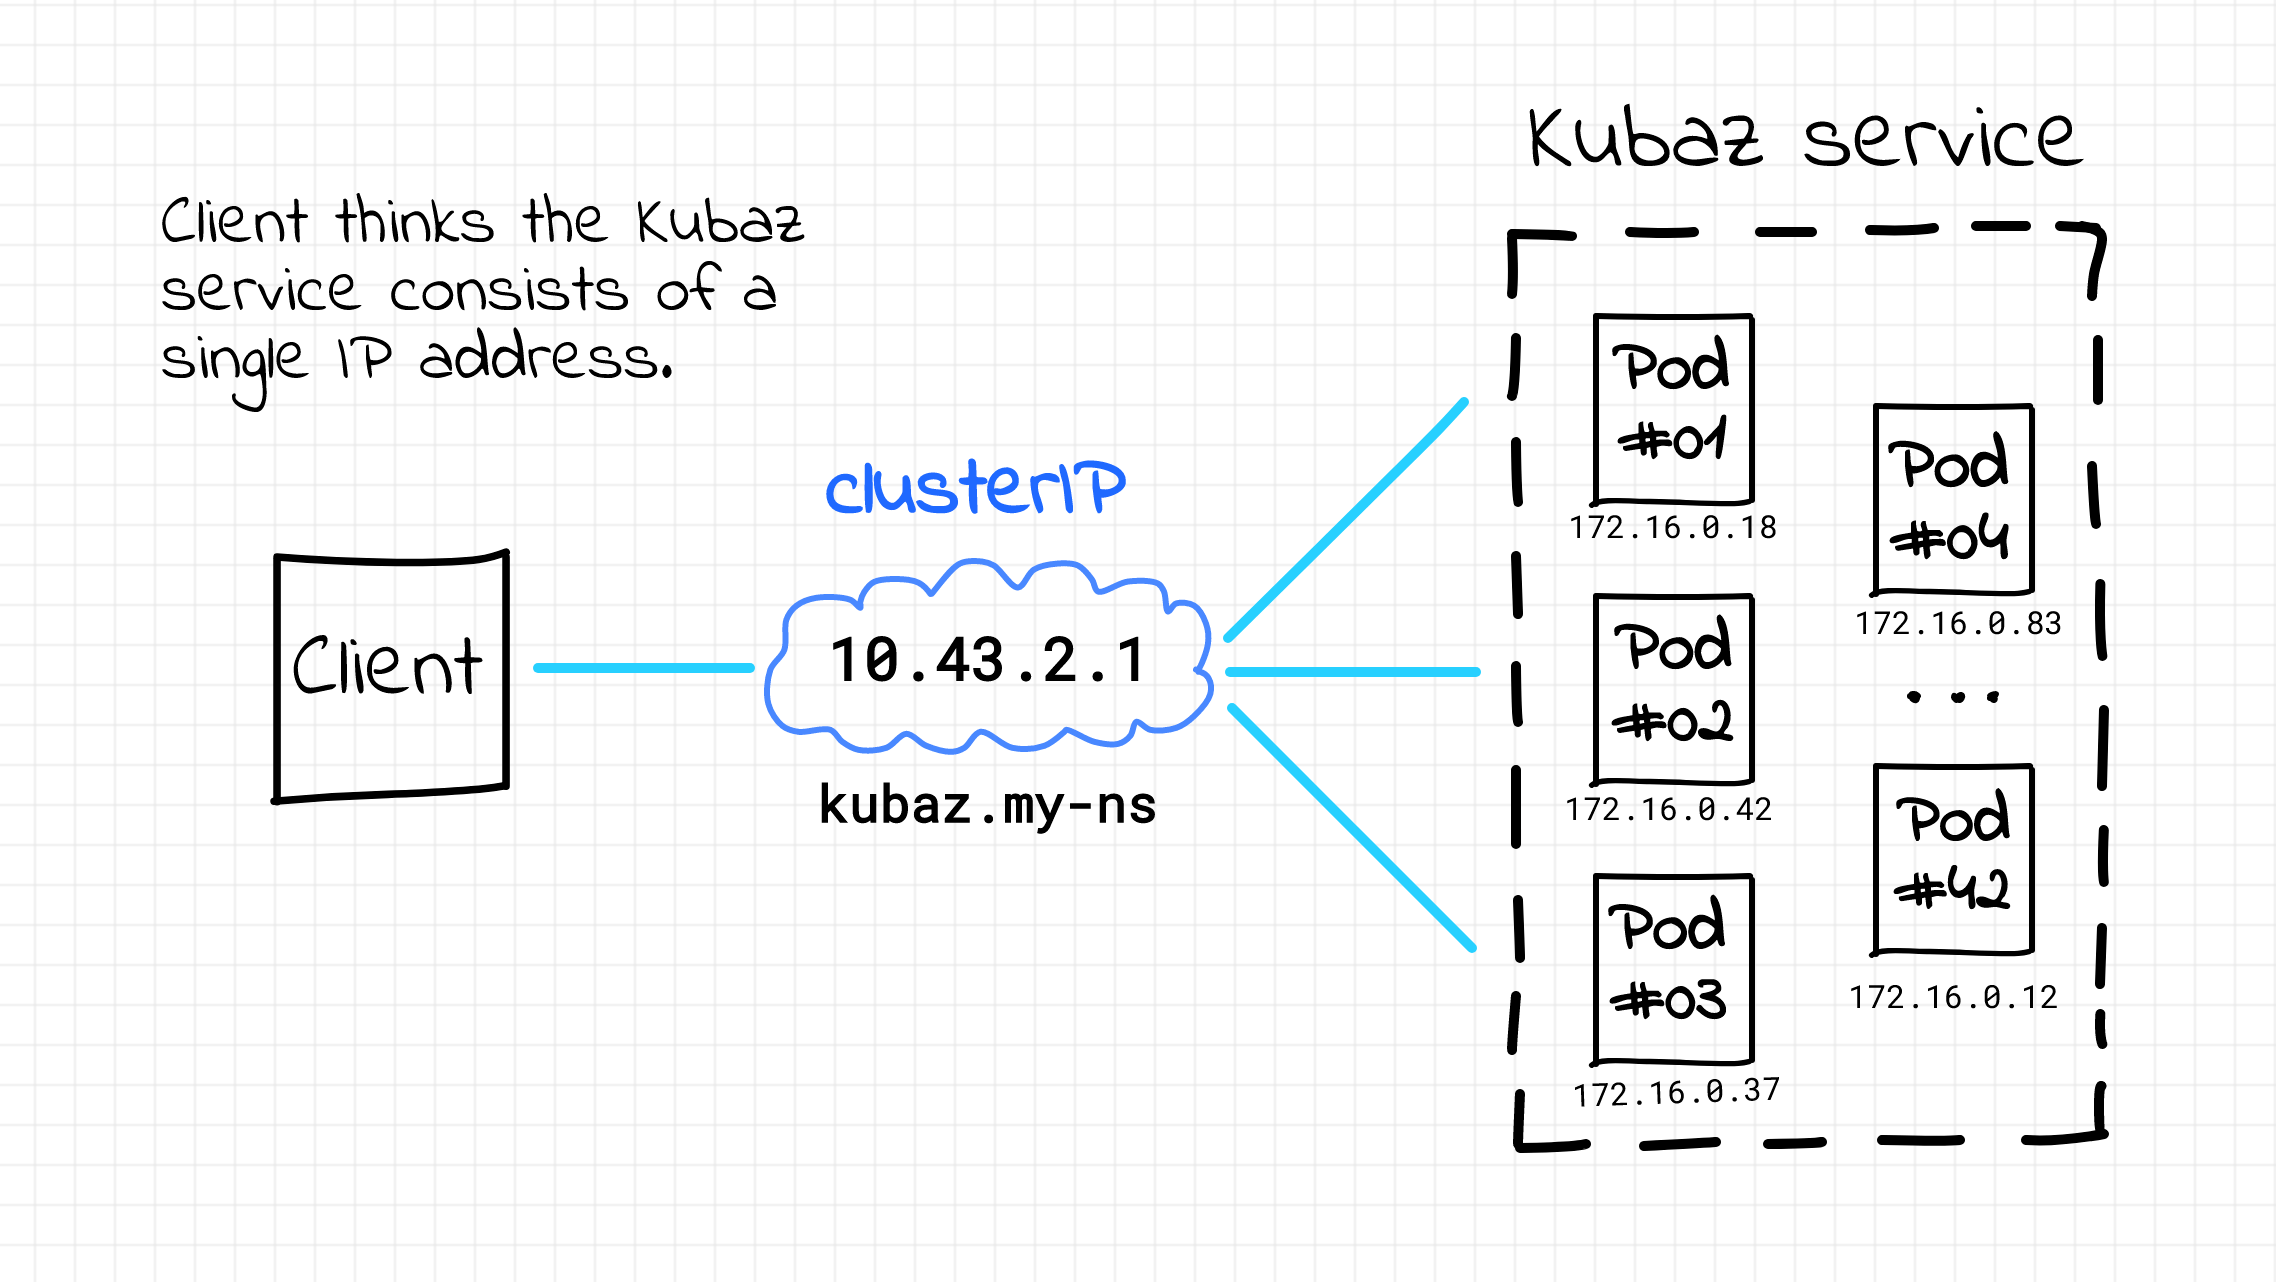 Kubaz service
Client thinks the Kubaz
service consists of a
single IP address.
clusterIP
Client
10.43.2.1
kubaz.my-ns
Pod
#01
172.16.0.18
Pod
#02
172.16.0.42
Pod
#03
172.16.0.37
Pod
#04
172.16.0.83
...
Pod
#42
172.16.0.12